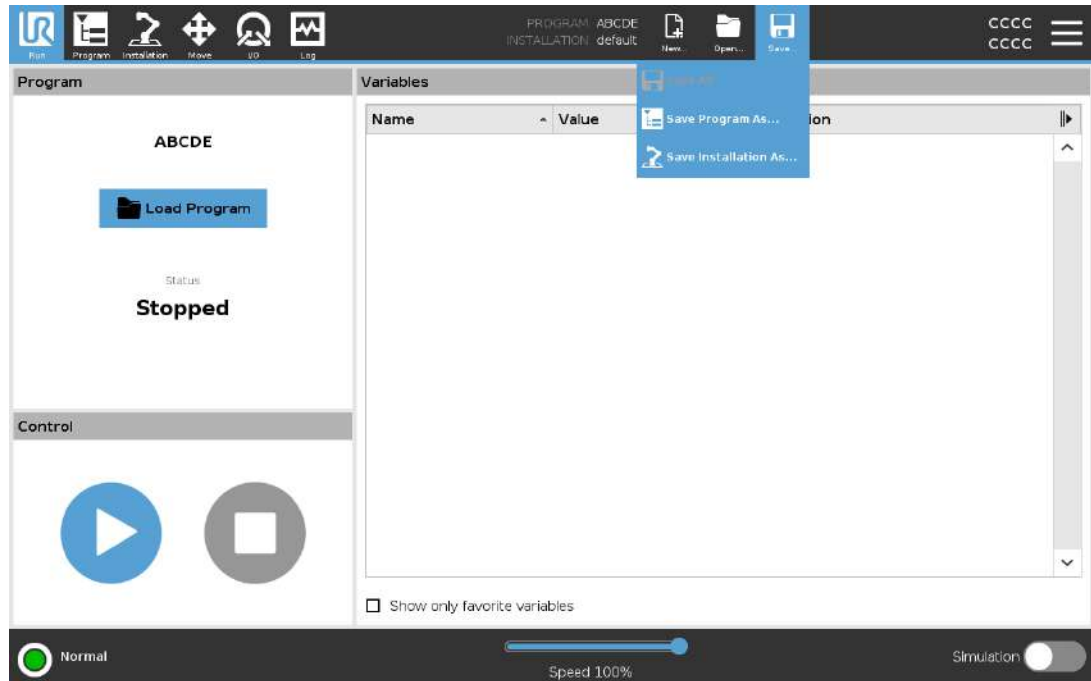 PROGRAM ABCDE
INSTALLATION default
CCCC
CCCC
Run
Program
Installation
Move
I/O
Log
New...
Open...
Save...
Program
Variables
Save Program As...
Save Installation As...
Name
Value
ion
ABCDE
Load Program
Status
Stopped
Control
Show only favorite variables
Normal
Speed 100%
Simulation